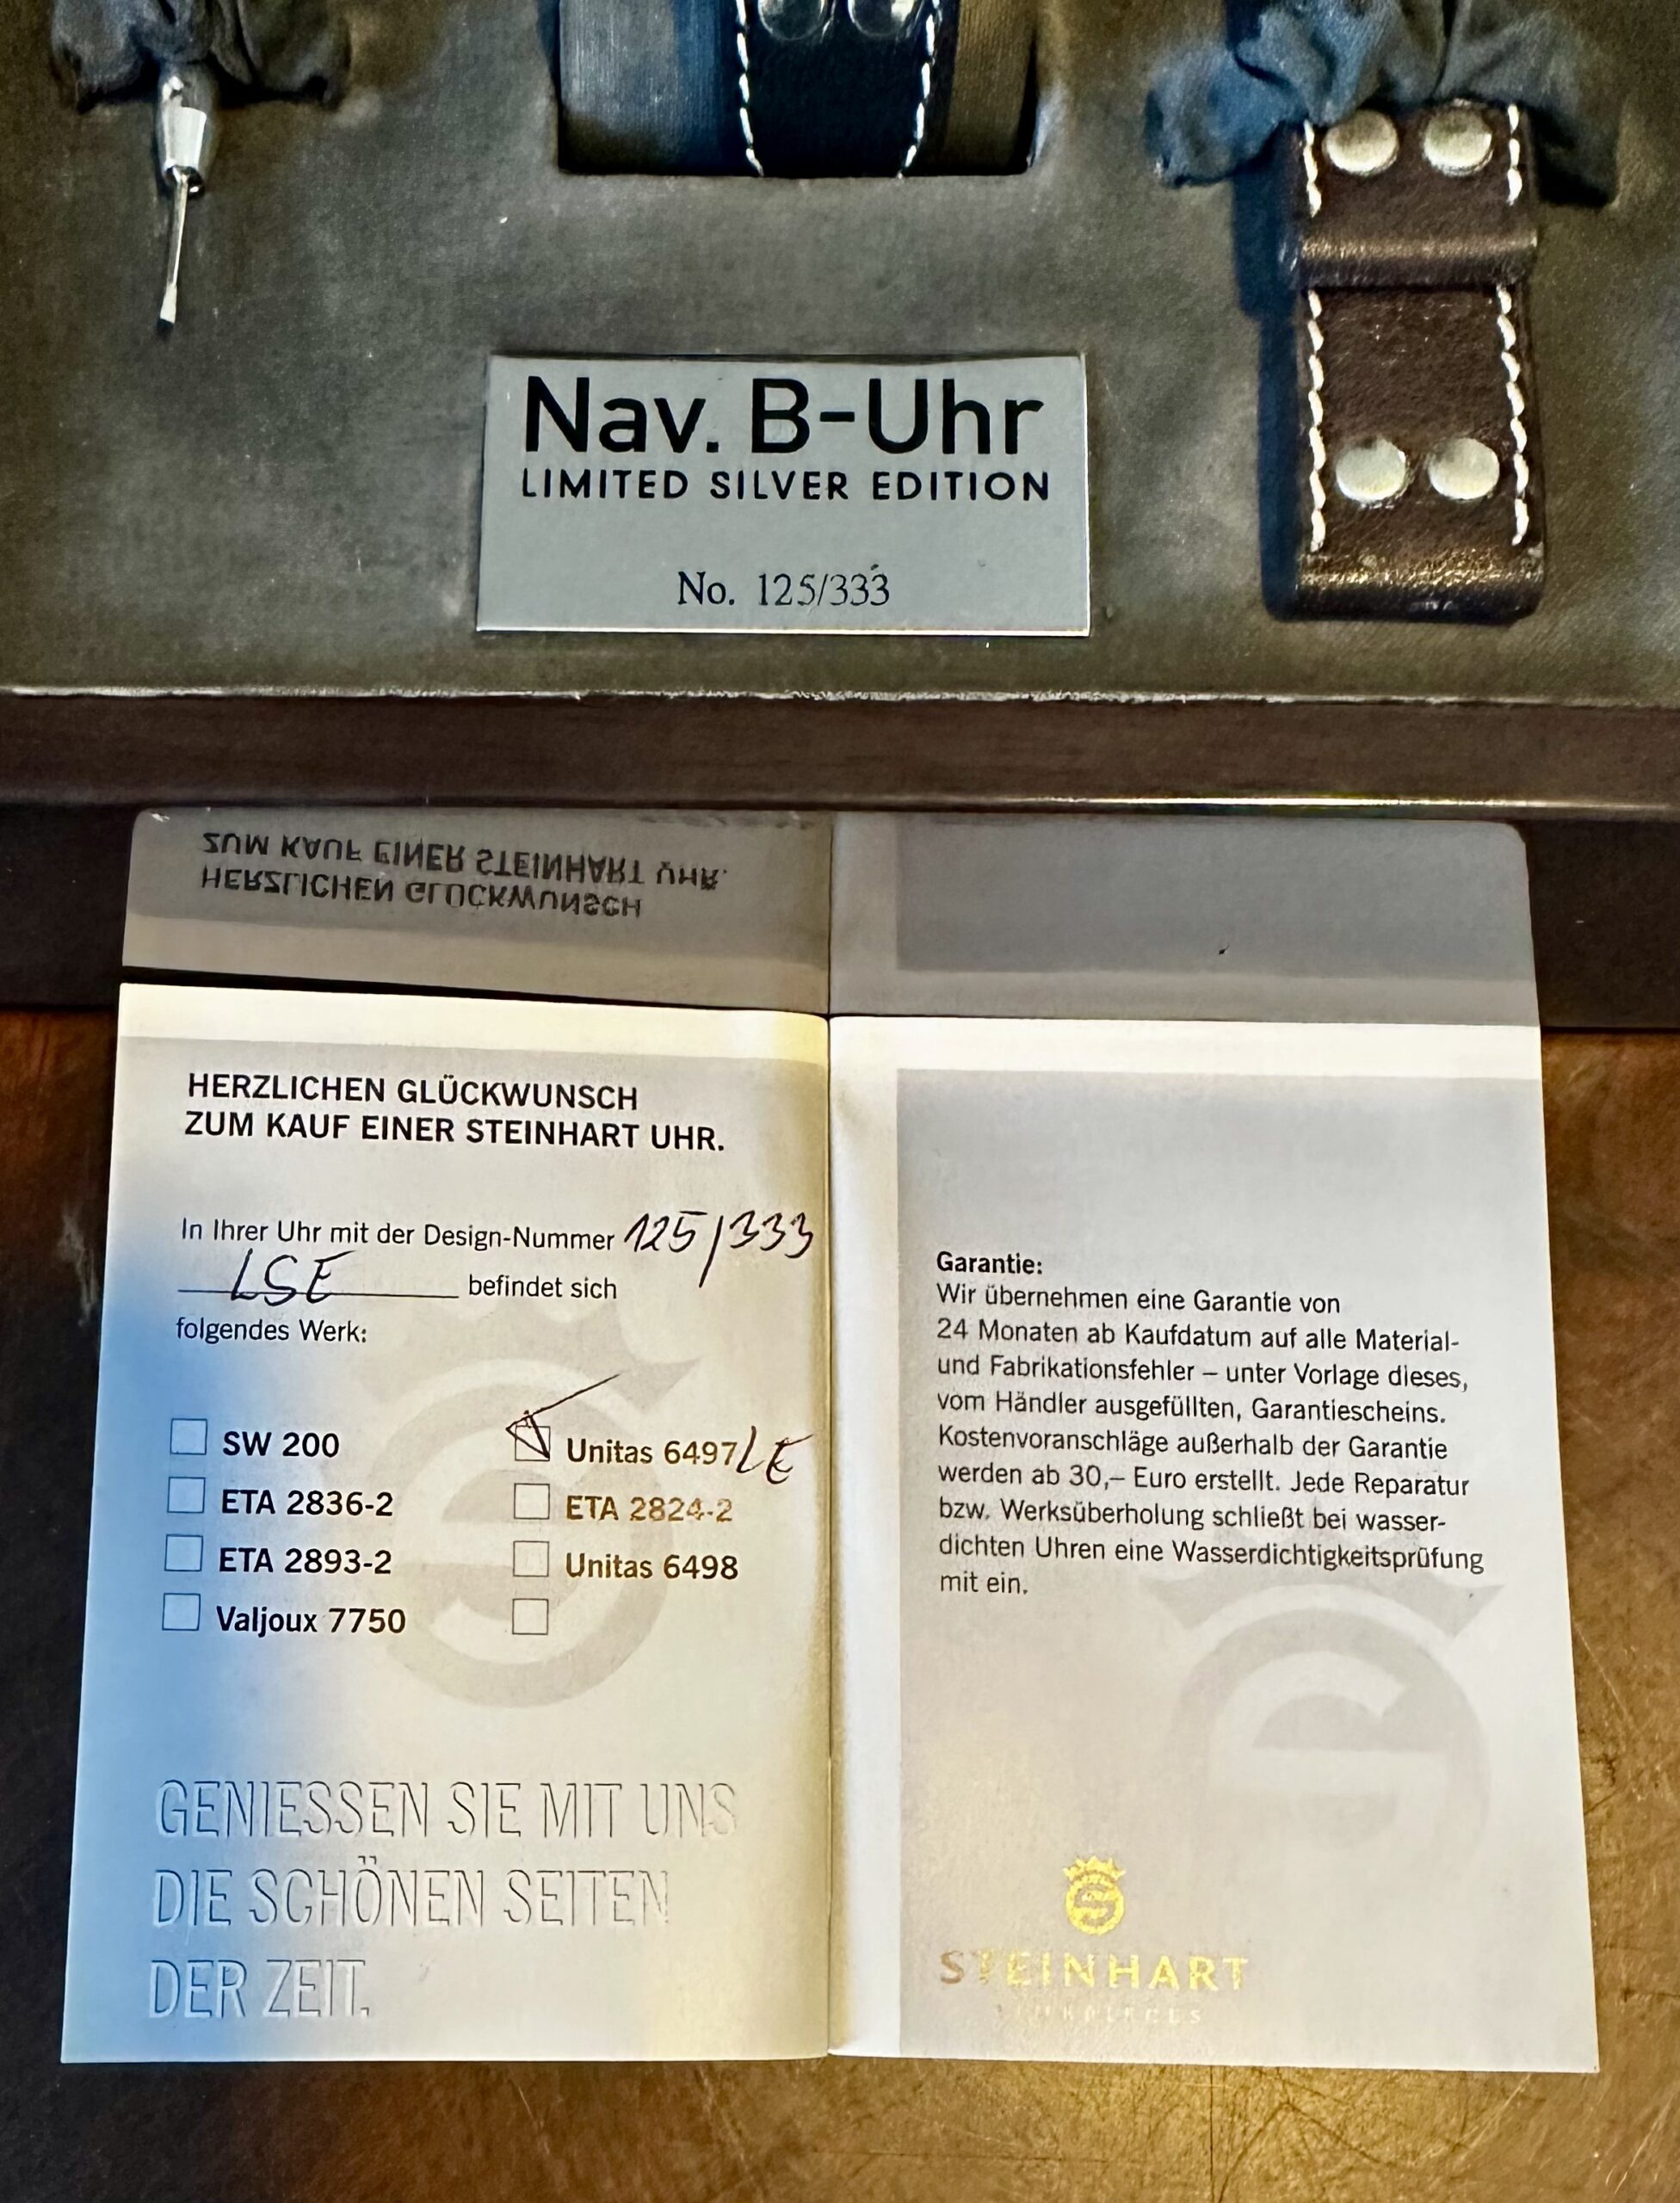 Nav. B-Uhr
LIMITED SILVER EDITION
No. 125/333
ZUM KAUF EINER STEINHART UHR.
HERZLICHEN GLÜCKWUNSCH
HERZLICHEN GLÜCKWUNSCH
ZUM KAUF EINER STEINHART UHR.
In Ihrer Uhr mit der Design-Nummer 125/333
LSE befindet sich
folgendes Werk:
SW 200
Unitas 6497 LE
ETA 2836-2
ETA 2824-2
ETA 2893-2
Unitas 6498
Valjoux 7750
GENIESSEN SIE MIT UNS
DIE SCHÖNEN SEITEN
DER ZEIT.
Garantie:
Wir übernehmen eine Garantie von
24 Monaten ab Kaufdatum auf alle Material-
und Fabrikationsfehler – unter Vorlage dieses,
vom Händler ausgefüllten, Garantiescheins.
Kostenvoranschläge außerhalb der Garantie
werden ab 30,– Euro erstellt. Jede Reparatur
bzw. Werksüberholung schließt bei wasser-
dichten Uhren eine Wasserdichtigkeitsprüfung
mit ein.
STEINHART